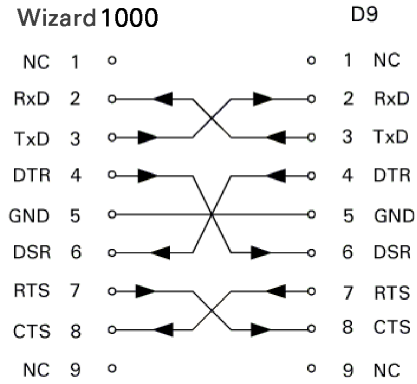 Wizard 1000 D9
NC 1 1 NC
RxD 2 2 RxD
TxD 3 3 TxD
DTR 4 4 DTR
GND 5 5 GND
DSR 6 6 DSR
RTS 7 7 RTS
CTS 8 8 CTS
NC 9 9 NC